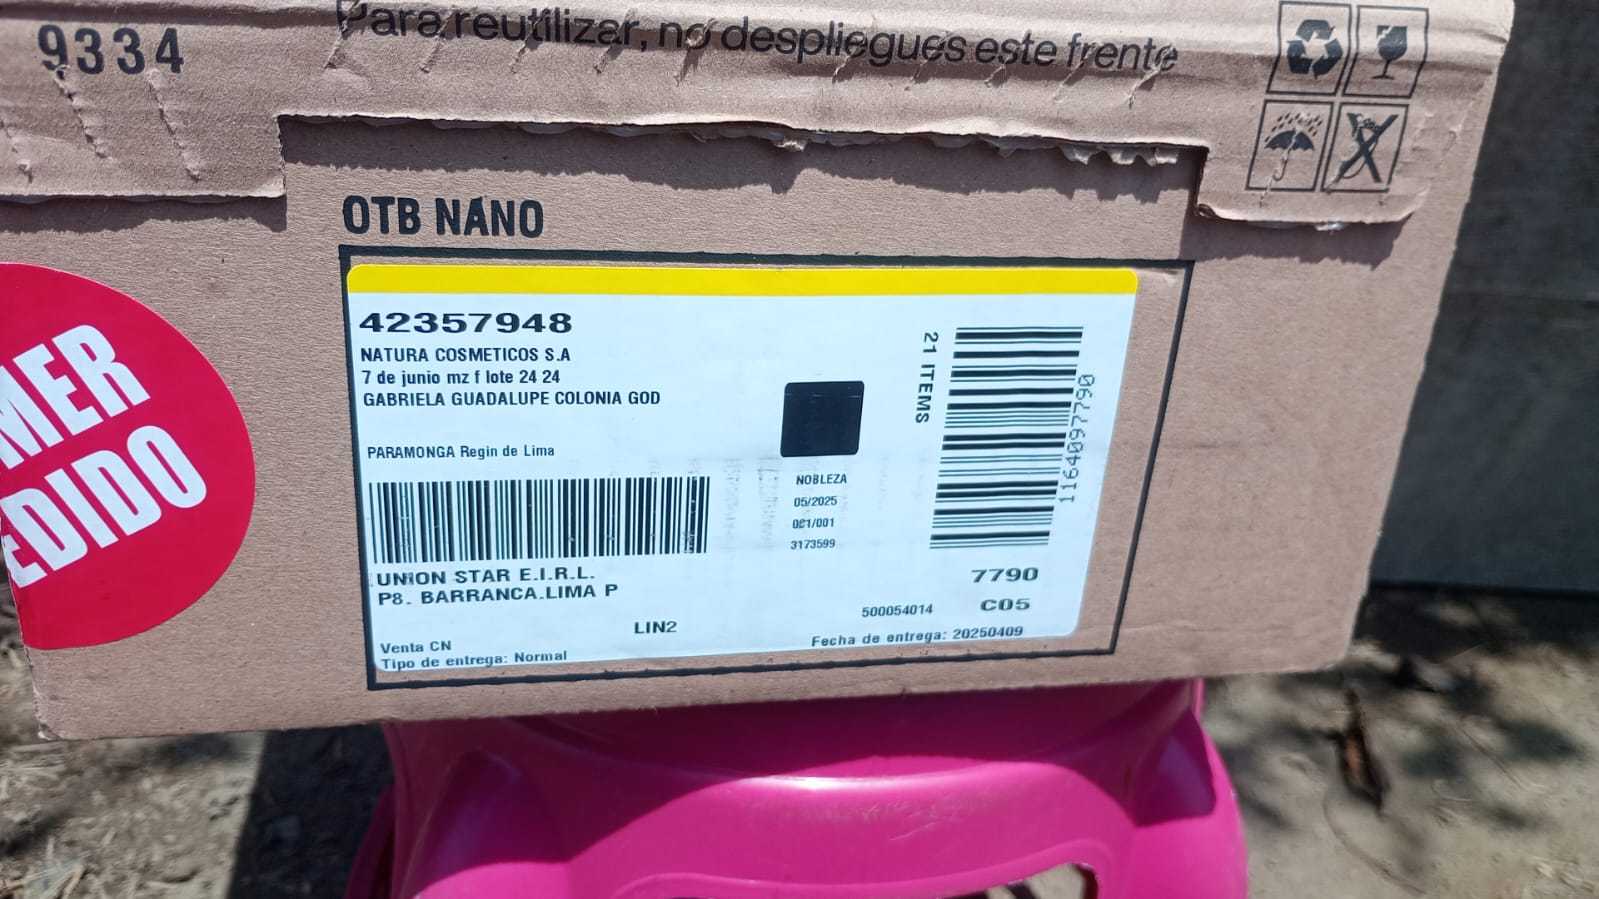 9334
Para reutilizar, no despliegues este frente
OTB NANO
MER
EDIDO
42357948
NATURA COSMETICOS S.A
7 de junio mz f lote 24 24
GABRIELA GUADALUPE COLONIA GOD
PARAMONGA Regin de Lima
21 ITEMS
1164097790
NOBLEZA
05/2025
001/001
3173599
UNION STAR E.I.R.L.
P8. BARRANCA.LIMA P
LIN2
7790
500054014
C05
Venta CN
Tipo de entrega: Normal
Fecha de entrega: 20250409